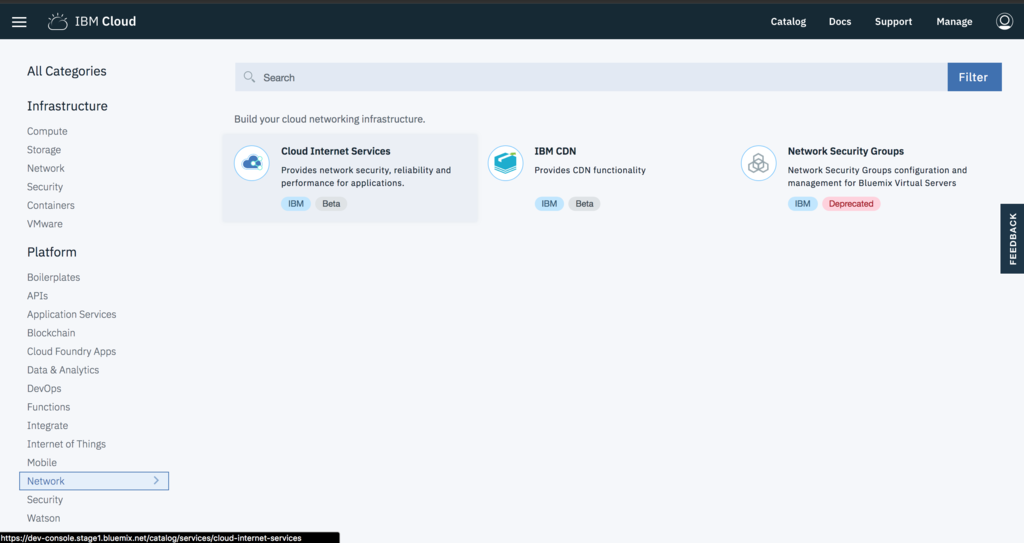 IBM Cloud
Catalog
Docs
Support
Manage
All Categories
Infrastructure
Compute
Storage
Network
Security
Containers
VMware
Platform
Boilerplates
APIs
Application Services
Blockchain
Cloud Foundry Apps
Data & Analytics
DevOps
Functions
Integrate
Internet of Things
Mobile
Network
Security
Watson
Search
Filter
Build your cloud networking infrastructure.
Cloud Internet Services
Provides network security, reliability and
performance for applications.
IBM
Beta
IBM CDN
Provides CDN functionality
IBM
Beta
Network Security Groups
Network Security Groups configuration and
management for Bluemix Virtual Servers
IBM
Deprecated
FEEDBACK
https://dev-console.stage1.bluemix.net/catalog/services/cloud-internet-services